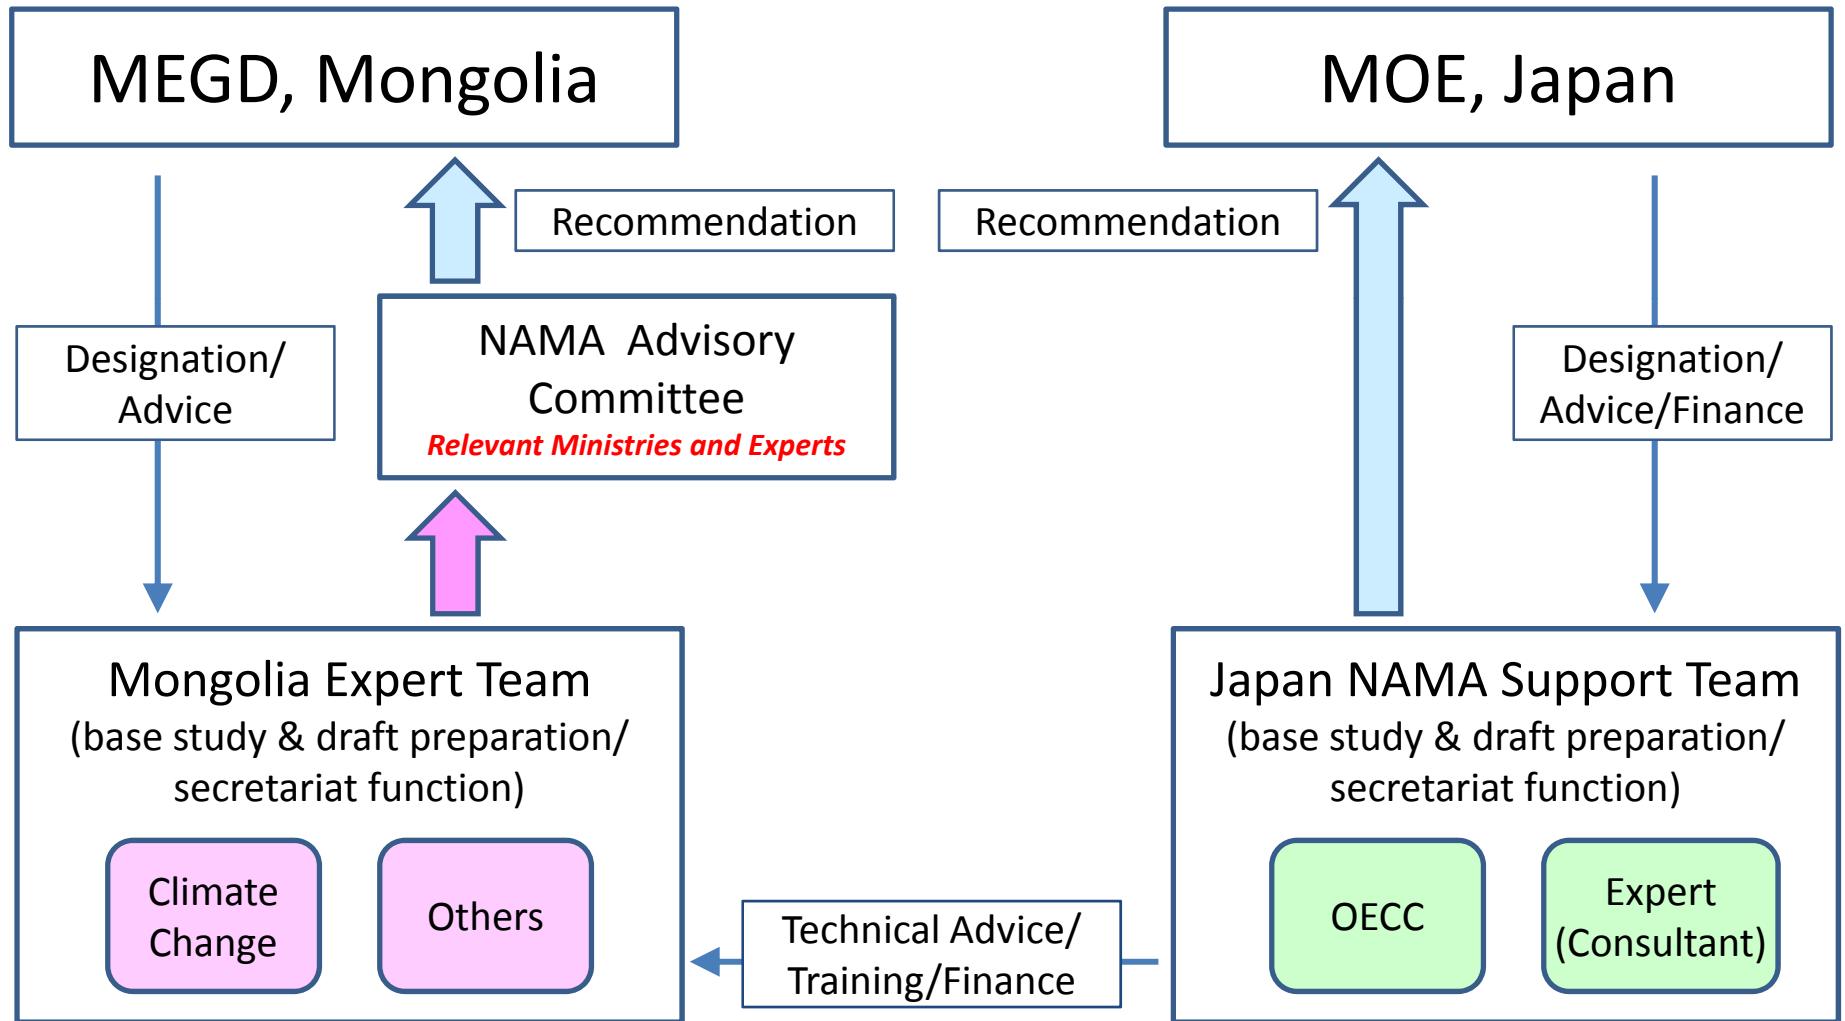 MEGD, Mongolia
MOE, Japan
Recommendation
Recommendation
Designation/
Advice
NAMA  Advisory
Committee
Relevant Ministries and Experts
Designation/
Advice/Finance
Mongolia Expert Team
(base study & draft preparation/
secretariat function)
Climate
Change
Others
Technical Advice/
Training/Finance
Japan NAMA Support Team
(base study & draft preparation/
secretariat function)
OECC
Expert
(Consultant)